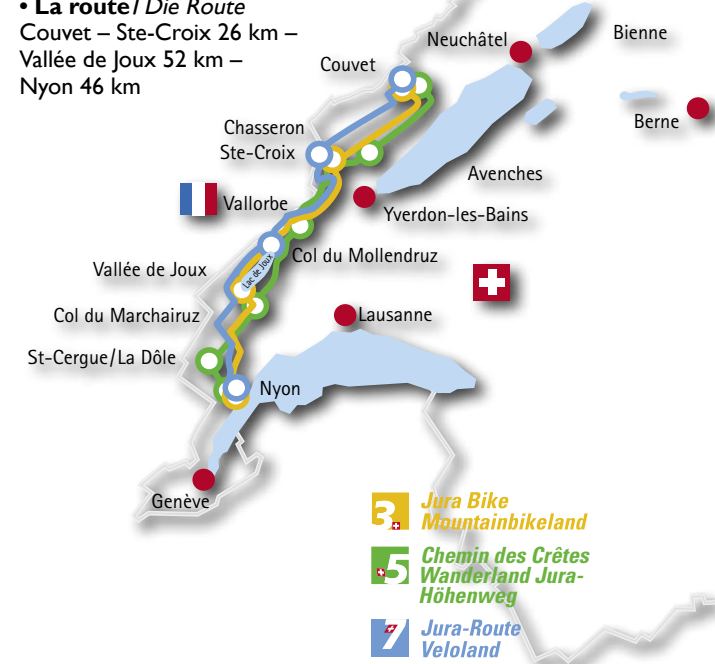 • La route / Die Route
Couvet – Ste-Croix 26 km –
Vallée de Joux 52 km –
Nyon 46 km
Neuchâtel
Bienne
Couvet
Berne
Chasseron
Ste-Croix
Avenches
Vallorbe
Yverdon-les-Bains
Col du Mollendruz
Lac de Joux
Vallée de Joux
Col du Marchairuz
Lausanne
St-Cergue/La Dôle
Nyon
Genève
3 Jura Bike
Mountainbikeland
5 Chemin des Crêtes
Wanderland Jura-
Höhenweg
7 Jura-Route
Veloland